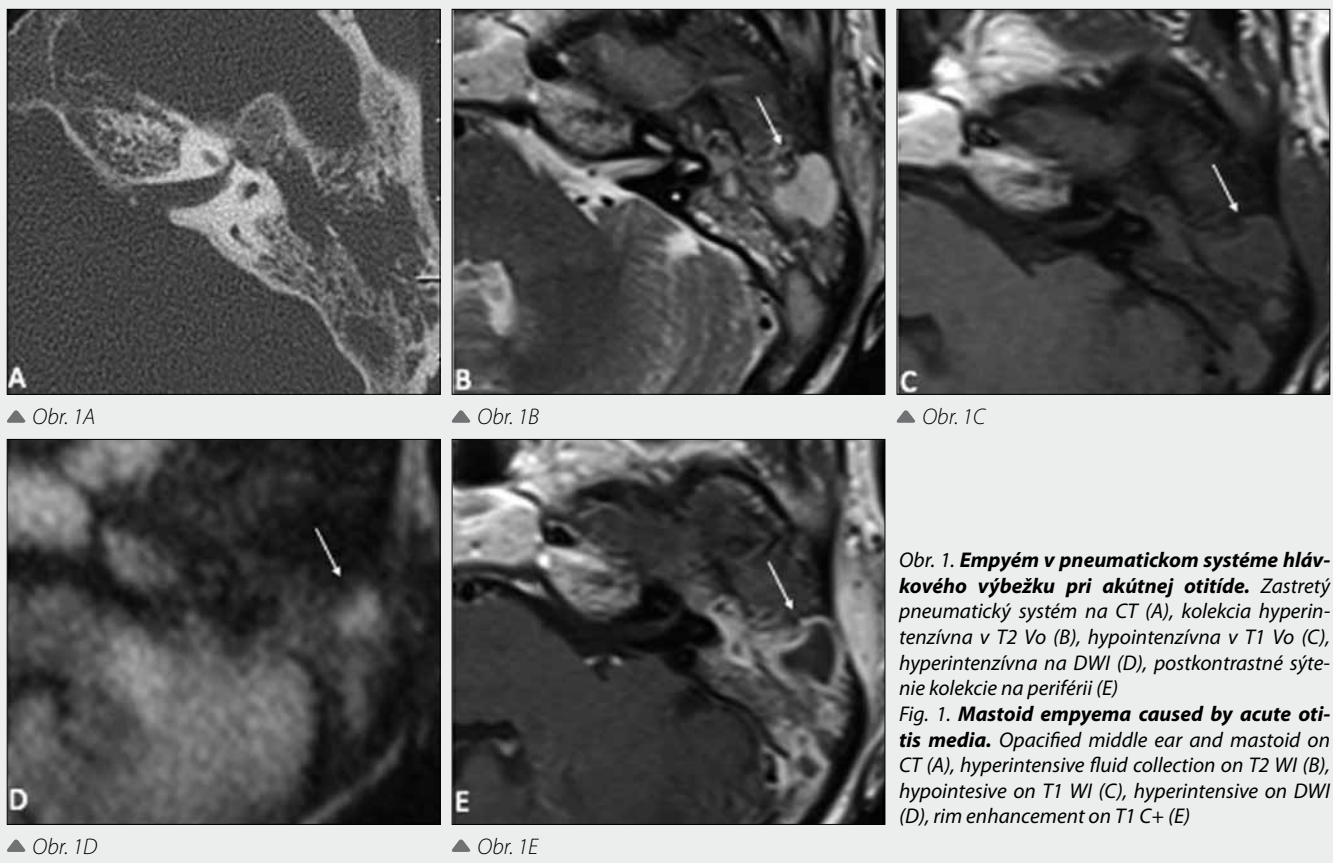 A
B
C
▲ Obr. 1A
▲ Obr. 1B
▲ Obr. 1C
D
E
▲ Obr. 1D
▲ Obr. 1E
Obr. 1. Empyém v pneumatickom systéme hláv-
kového výbežku pri akútnej otitíde. Zastretý
pneumatický systém na CT (A), kolekcia hyperin-
tenzívna v T2 Vo (B), hypointenzívna v T1 Vo (C),
hyperintenzívna na DWI (D), postkontrastné sýte-
nie kolekcie na periférii (E)
Fig. 1. Mastoid empyema caused by acute oti-
tis media. Opacified middle ear and mastoid on
CT (A), hyperintensive fluid collection on T2 WI (B),
hypointesive on T1 WI (C), hyperintensive on DWI
(D), rim enhancement on T1 C+ (E)